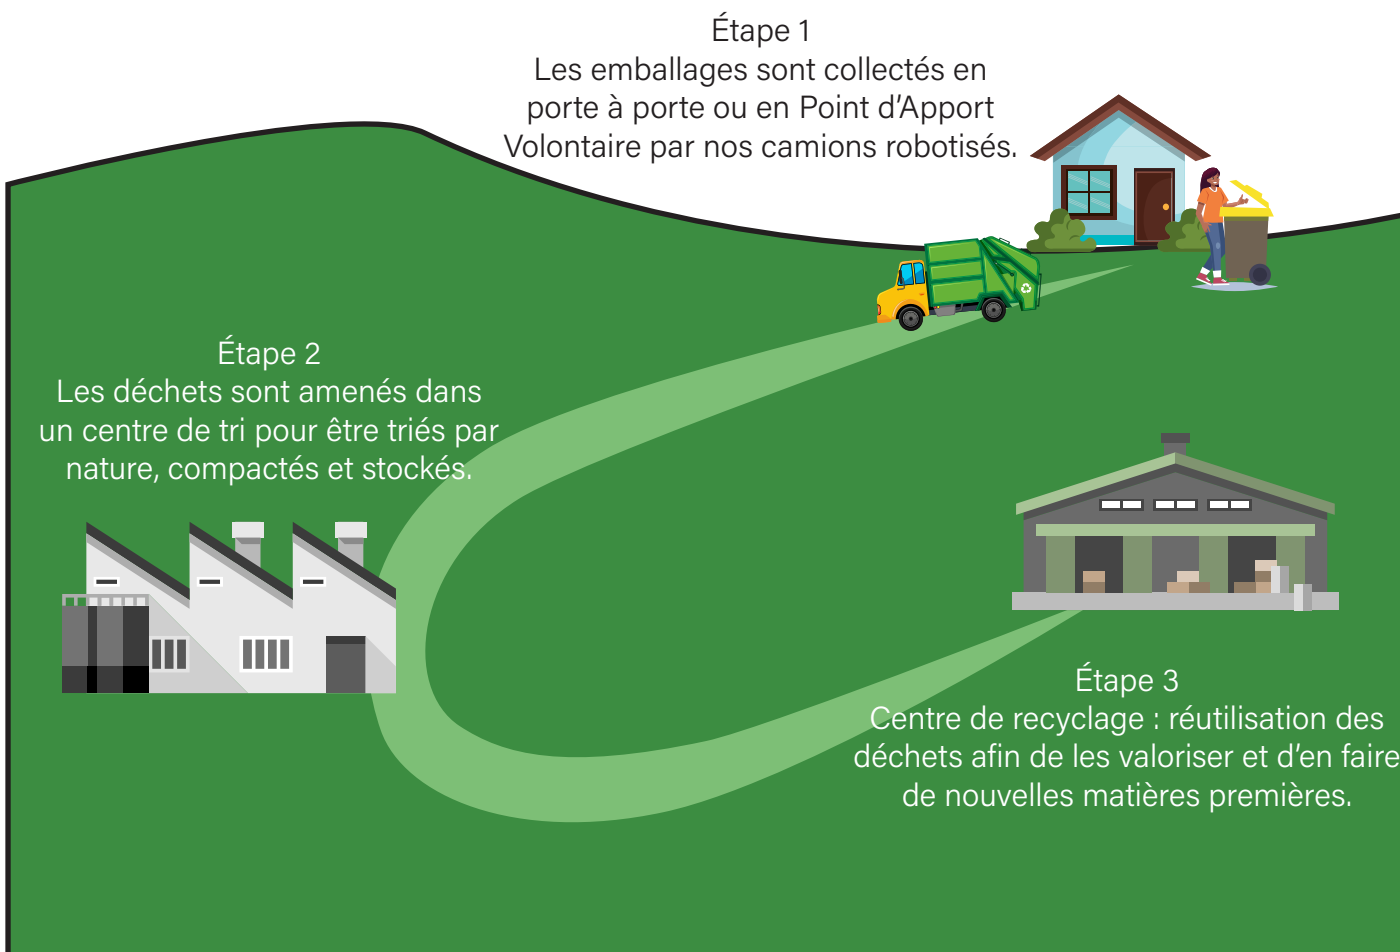 Étape 1
Les emballages sont collectés en
porte à porte ou en Point d'Apport
Volontaire par nos camions robotisés.
Étape 2
Les déchets sont amenés dans
un centre de tri pour être triés par
nature, compactés et stockés.
Étape 3
Centre de recyclage : réutilisation des
déchets afin de les valoriser et d'en faire
de nouvelles matières premières.